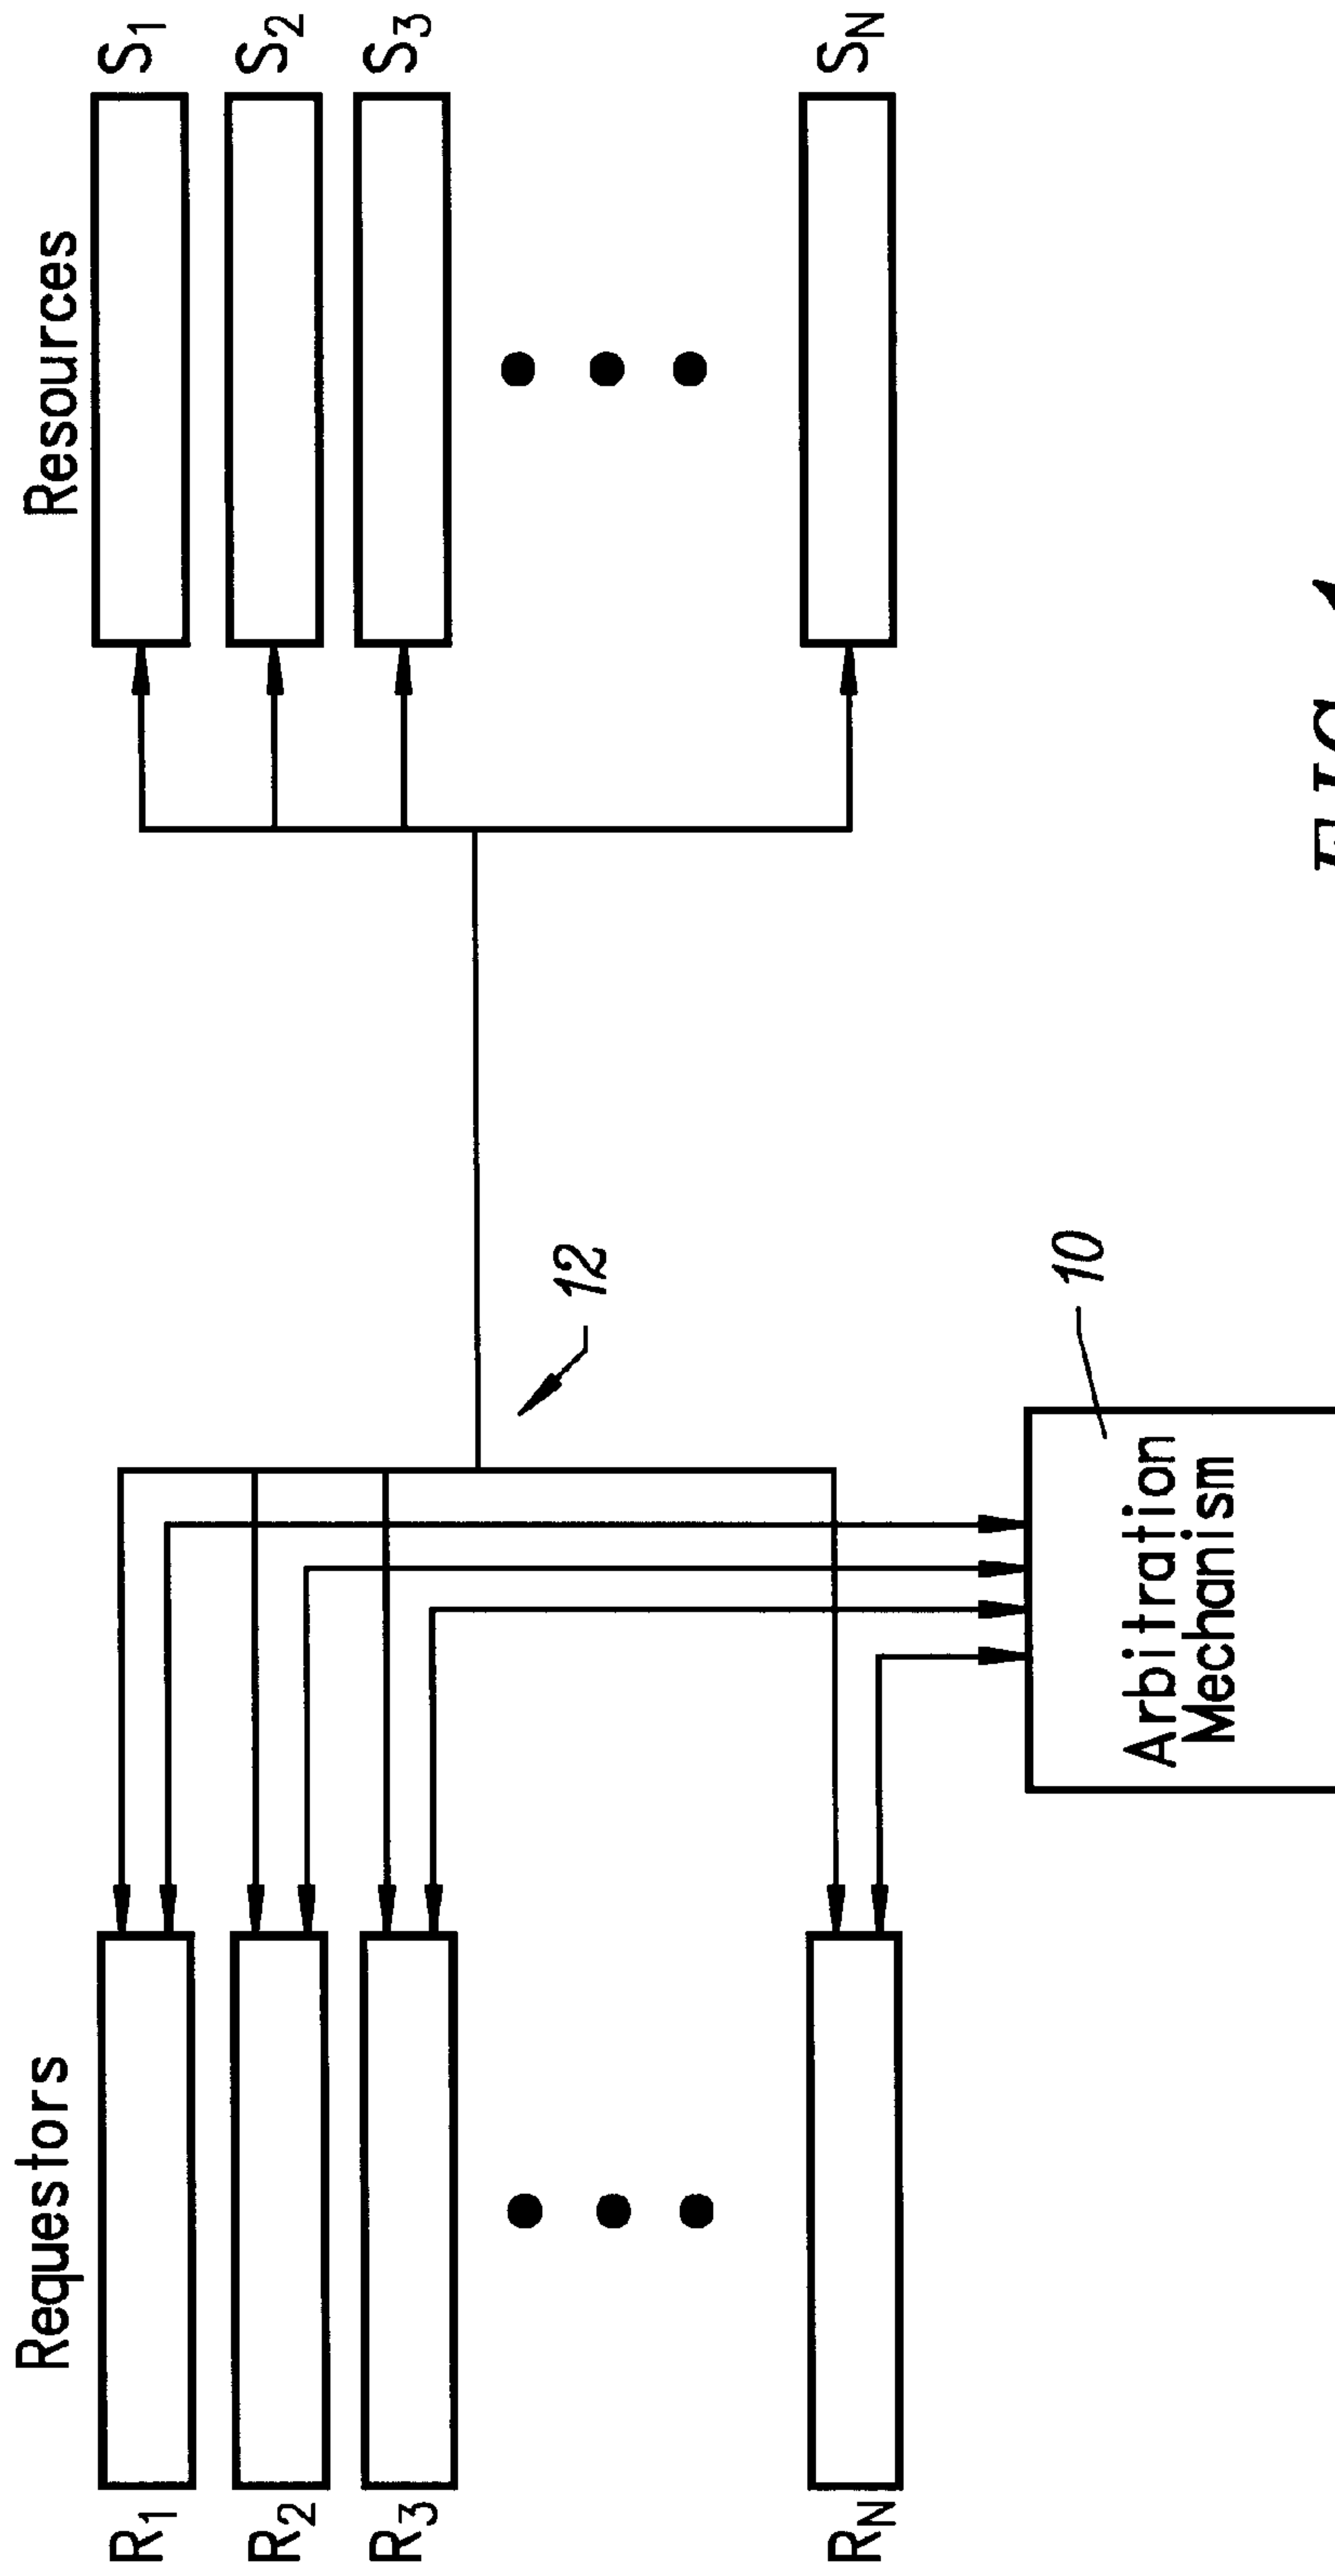 Requestors
R1
R2
R3
RN
Resources
S1
S2
S3
SN
12
10
Arbitration
Mechanism